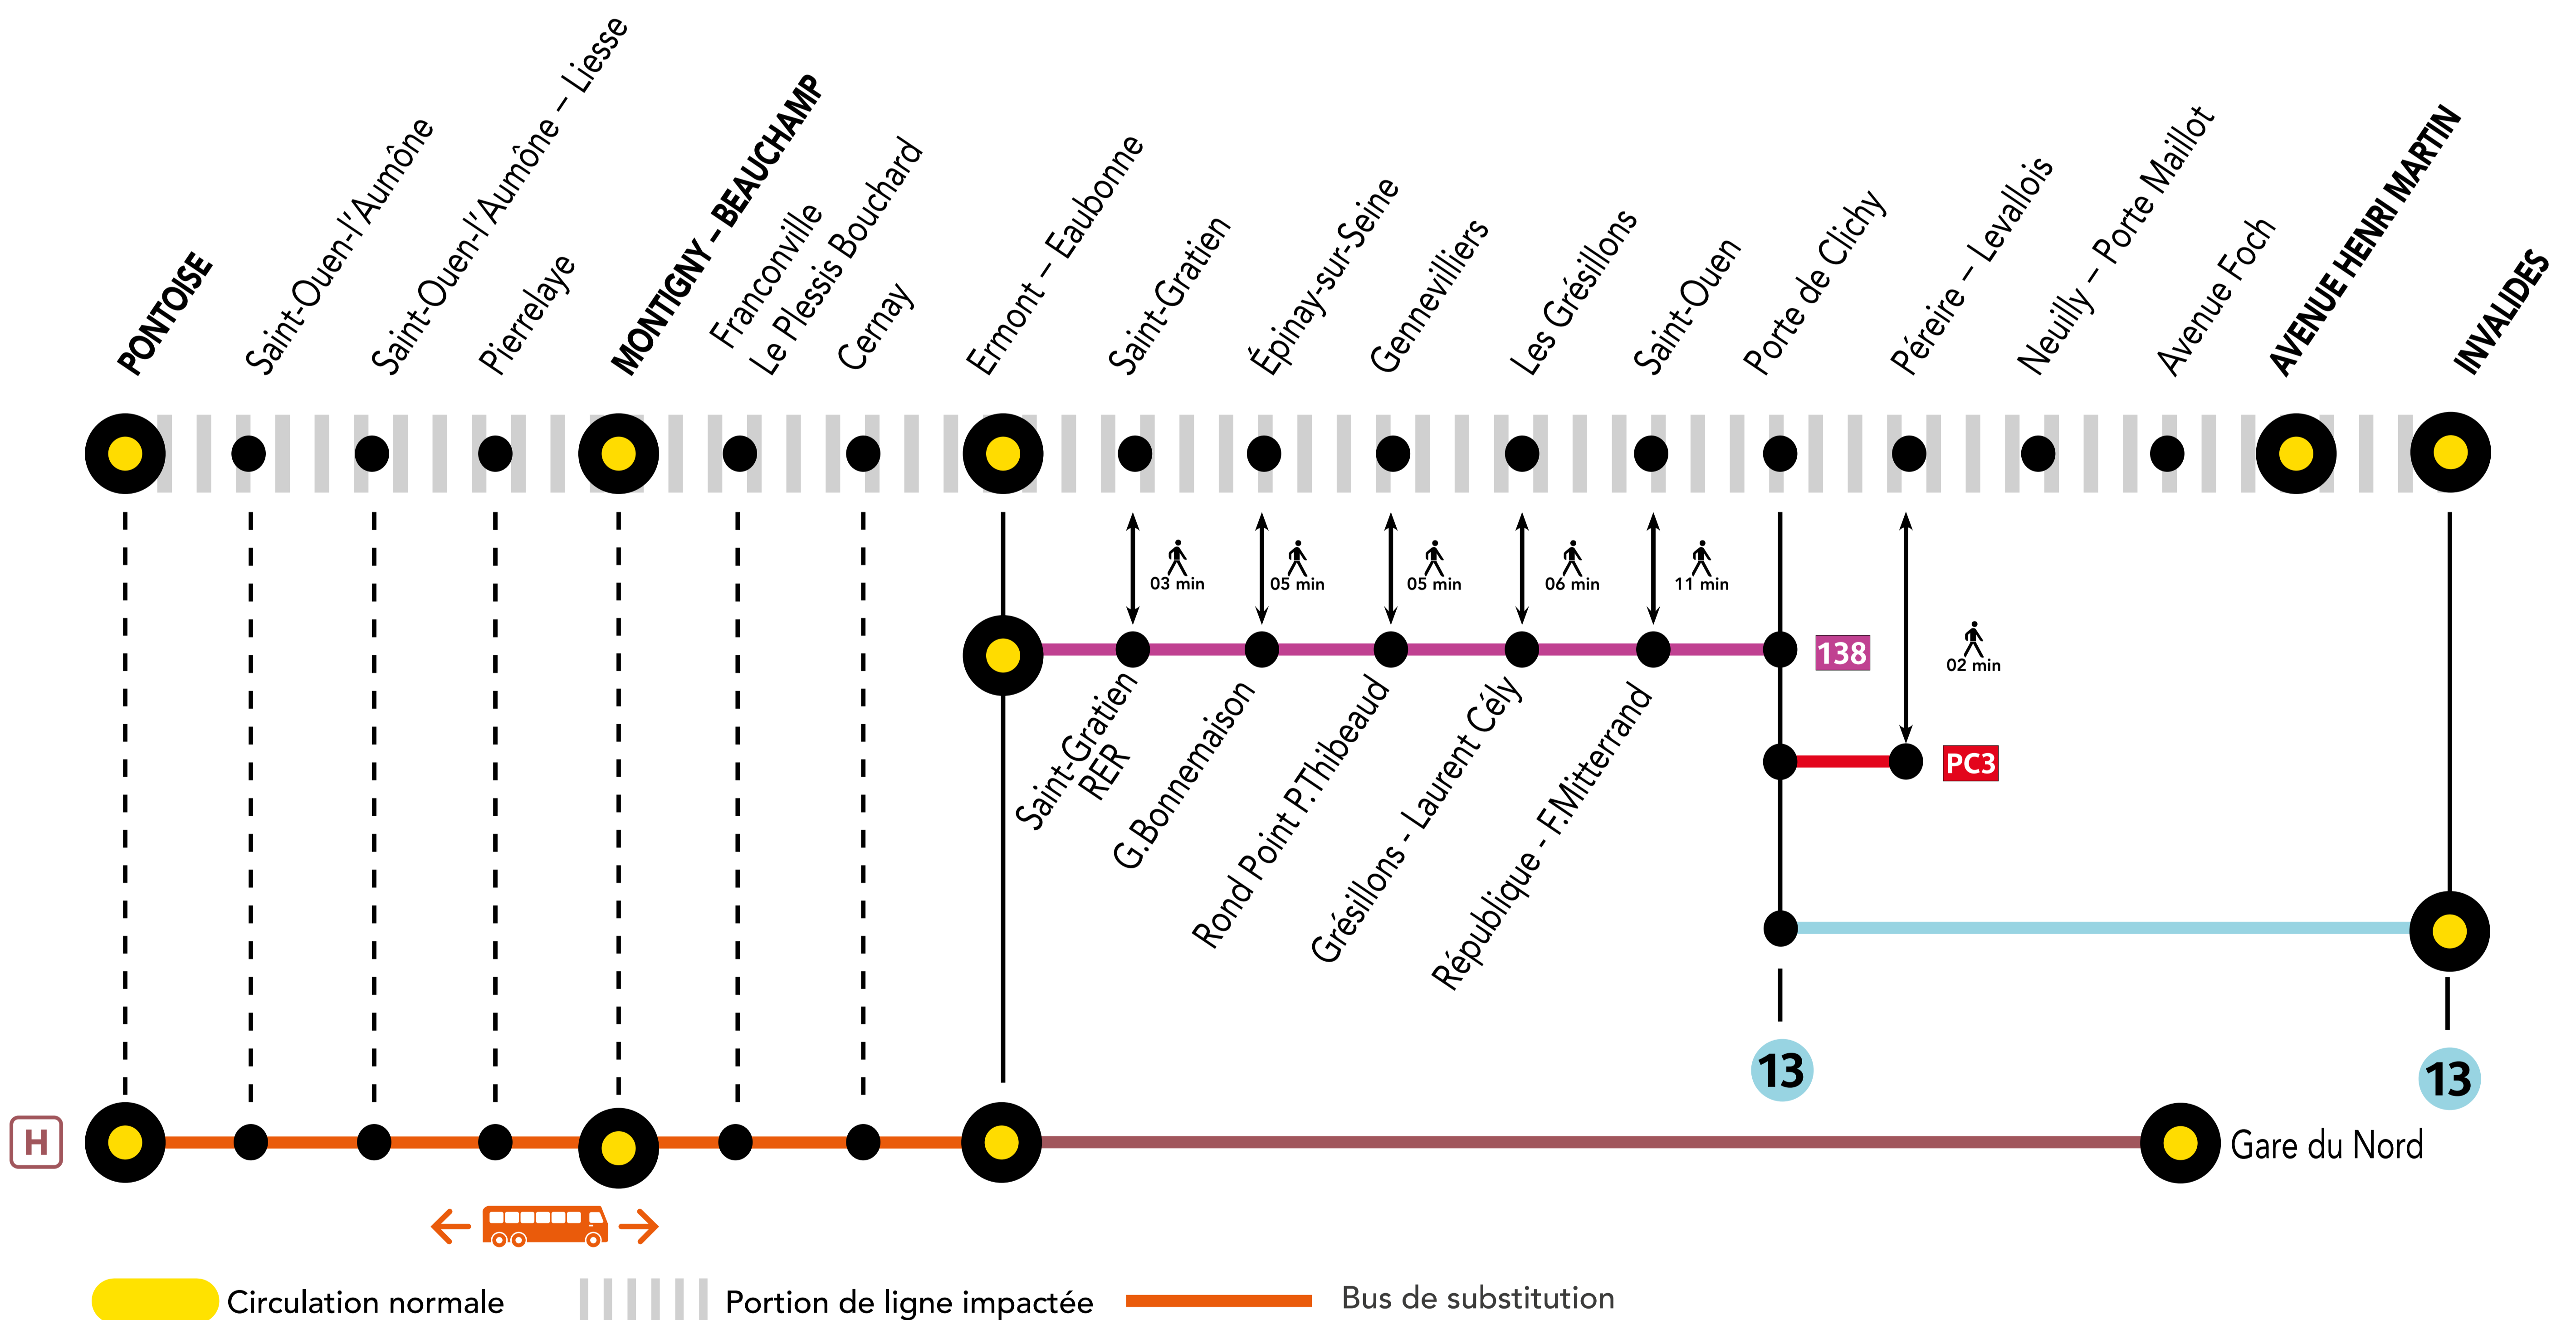 PONTOISE
Saint-Ouen-l'Aumône
Saint-Ouen-l'Aumône – Liesse
Pierrelaye
MONTIGNY – BEAUCHAMP
Franconville
Le Plessis Bouchard
Cernay
Ermont – Eaubonne
Saint-Gratien
Épinay-sur-Seine
Gennevilliers
Les Grésillons
Saint-Ouen
Porte de Clichy
Péreire – Levallois
Neuilly – Porte Maillot
Avenue Foch
AVENUE HENRI MARTIN
INVALIDES
03 min
05 min
05 min
06 min
11 min
138
02 min
Saint-Gratien
RER
G.Bonnemaison
Rond Point P.Thibeaud
Grésillons - Laurent Cély
République - F.Mitterrand
PC3
13
13
H
Gare du Nord
Circulation normale
Portion de ligne impactée
Bus de substitution